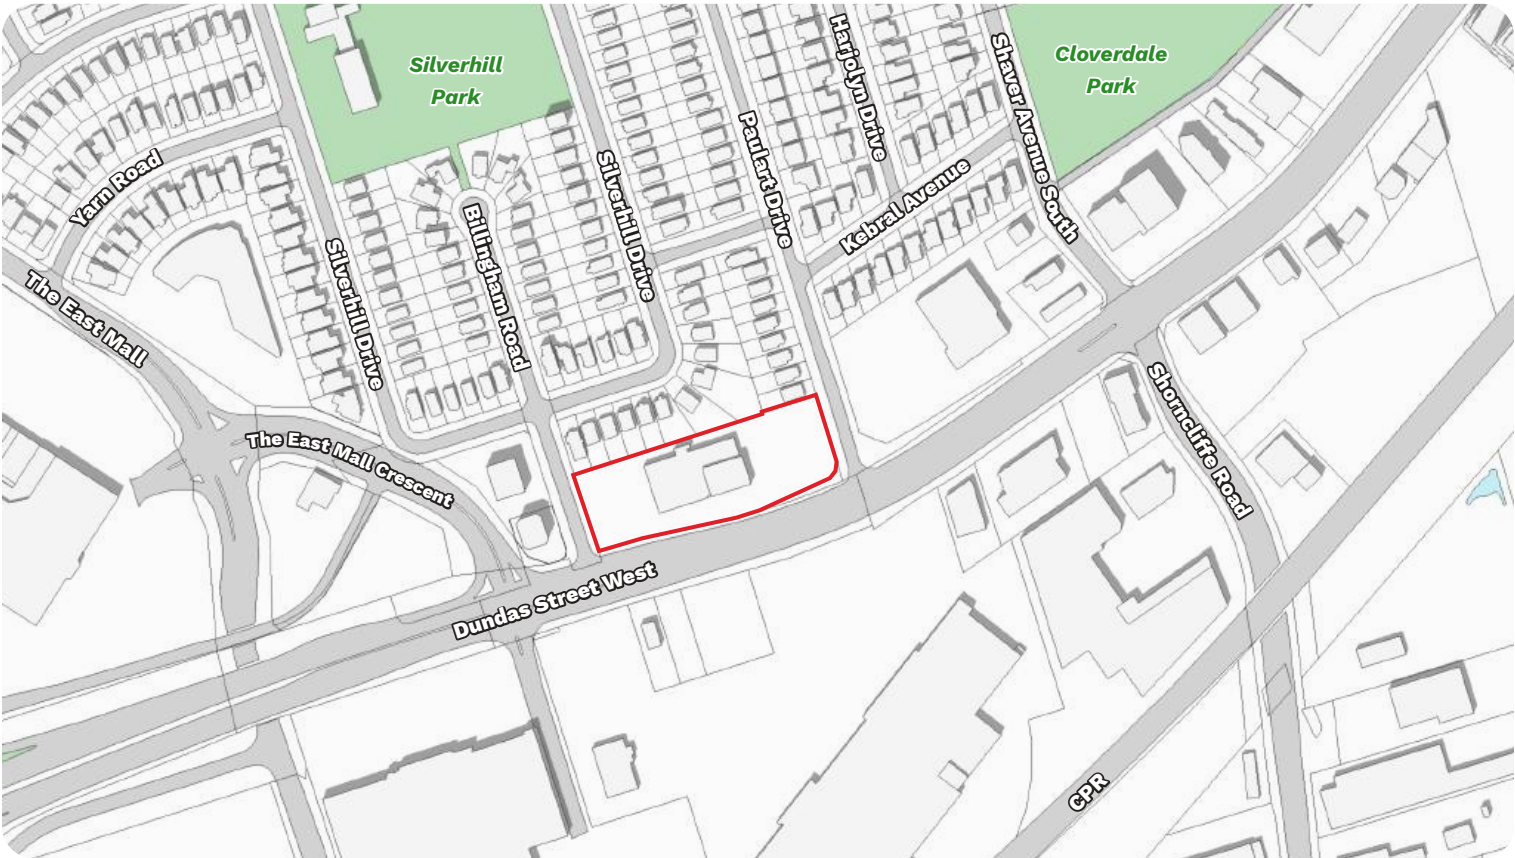 Silverhill
Park
Cloverdale
Park
Harjolyn Drive
Shaver Avenue South
Paulart Drive
Yarn Road
Silverhill Drive
Kebral Avenue
Billingham Road
Silverhill Drive
The East Mall
The East Mall Crescent
Shorncliffe Road
Dundas Street West
CPR